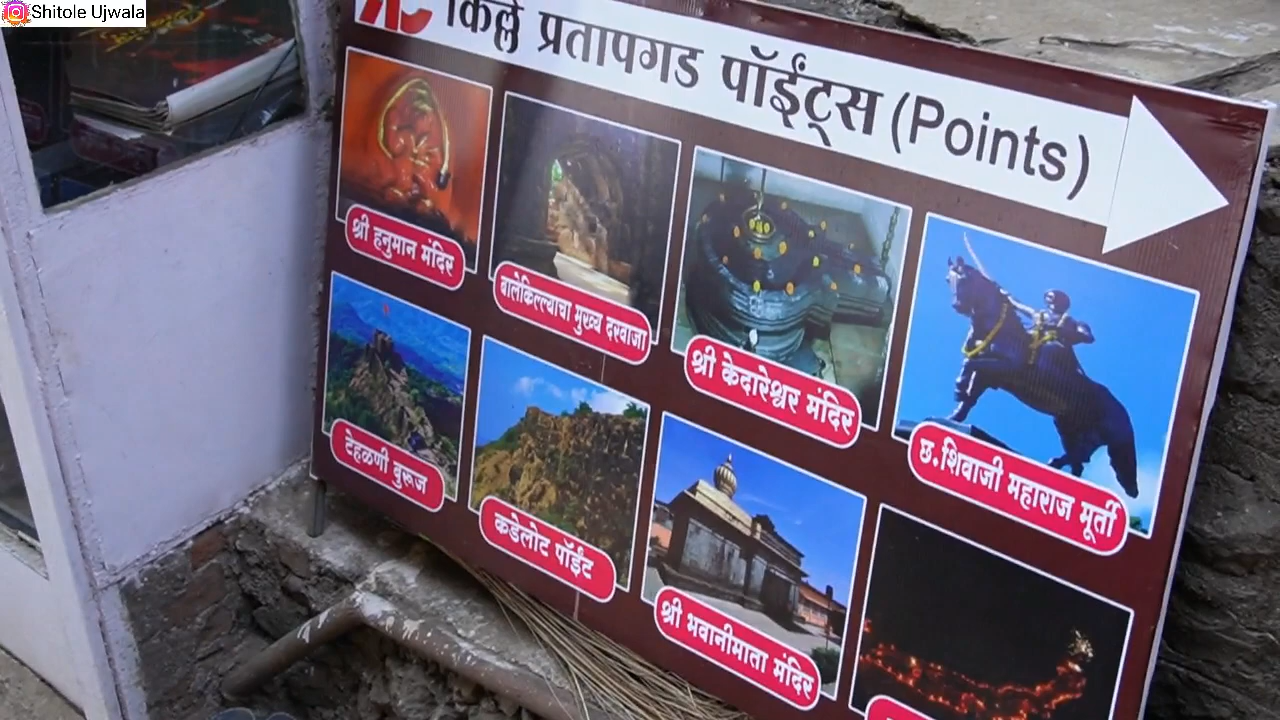 Shitole Ujwala
किल्ले प्रतापगड पॉईंट्स (Points)
श्री हनुमान मंदिर
बालेकिल्ल्याचा मुख्य दरवाजा
श्री केदारेश्वर मंदिर
छ.शिवाजी महाराज मूर्ती
टेहळणी बुरूज
कडेलोट पॉईंट
श्री भवानीमाता मंदिर